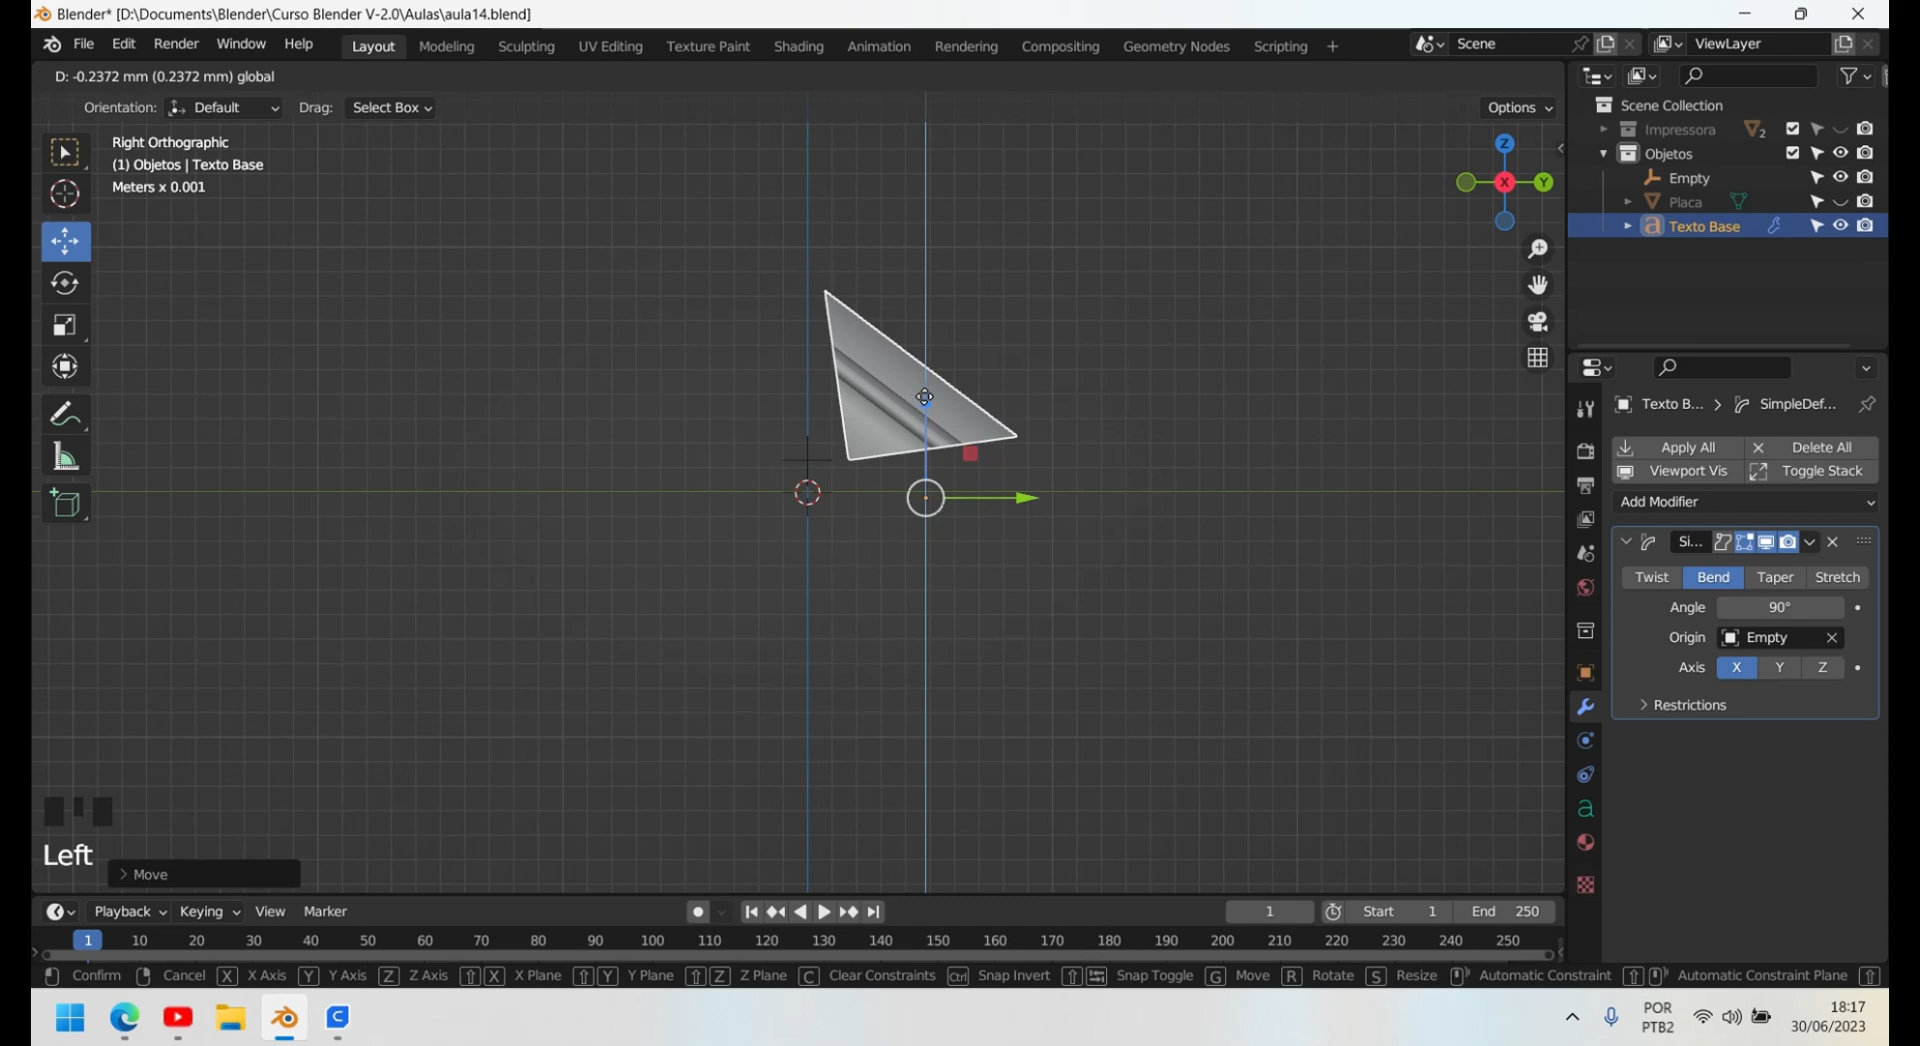 Blender* [D:\Documents\Blender\Curso Blender V-2.0\Aulas\aula14.blend]
File Edit Render Window Help Layout Modeling Sculpting UV Editing Texture Paint Shading Animation Rendering Compositing Geometry Nodes Scripting + Scene ViewLayer
D: -0.2372 mm (0.2372 mm) global
Orientation: Default Drag: Select Box Options
Right Orthographic
(1) Objetos | Texto Base
Meters x 0.001
Z
X
Y
Scene Collection
Impressora 2
Objetos
Empty
Placa
Texto Base
Texto B... > SimpleDef...
Apply All Delete All
Viewport Vis Toggle Stack
Add Modifier
Si...
Twist Bend Taper Stretch
Angle 90°
Origin Empty
Axis X Y Z
Restrictions
Left
Move
Playback Keying View Marker 1 Start 1 End 250
1 10 20 30 40 50 60 70 80 90 100 110 120 130 140 150 160 170 180 190 200 210 220 230 240 250
Confirm Cancel X X Axis Y Y Axis Z Z Axis X X Plane Y Y Plane Z Z Plane C Clear Constraints Ctrl Snap Invert Snap Toggle G Move R Rotate S Resize Automatic Constraint Automatic Constraint Plane
POR
PTB2
18:17
30/06/2023